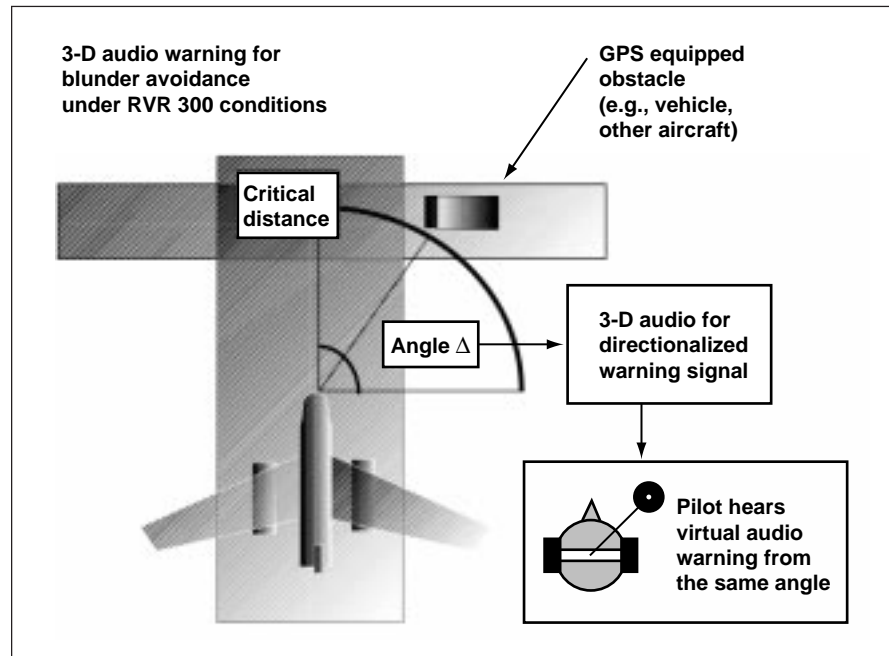 3-D audio warning for
blunder avoidance
under RVR 300 conditions
GPS equipped
obstacle
(e.g., vehicle,
other aircraft)
Critical
distance
Angle Δ
3-D audio for
directionalized
warning signal
Pilot hears
virtual audio
warning from
the same angle